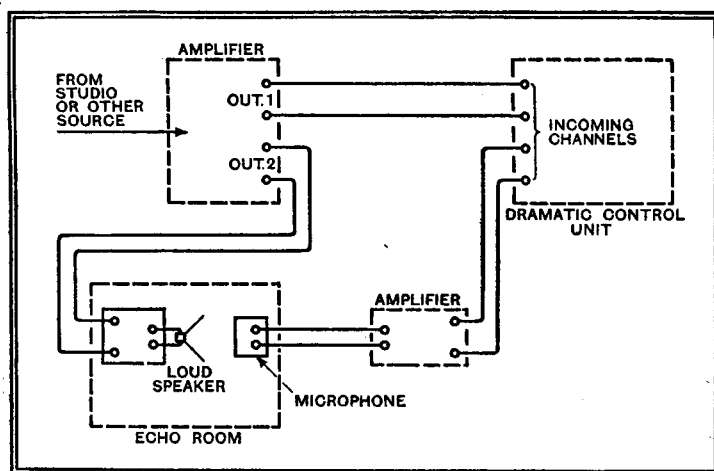 AMPLIFIER
FROM
STUDIO
OR OTHER
SOURCE
OUT.1
OUT.2
INCOMING
CHANNELS
DRAMATIC CONTROL
UNIT
AMPLIFIER
LOUD
SPEAKER
MICROPHONE
ECHO ROOM